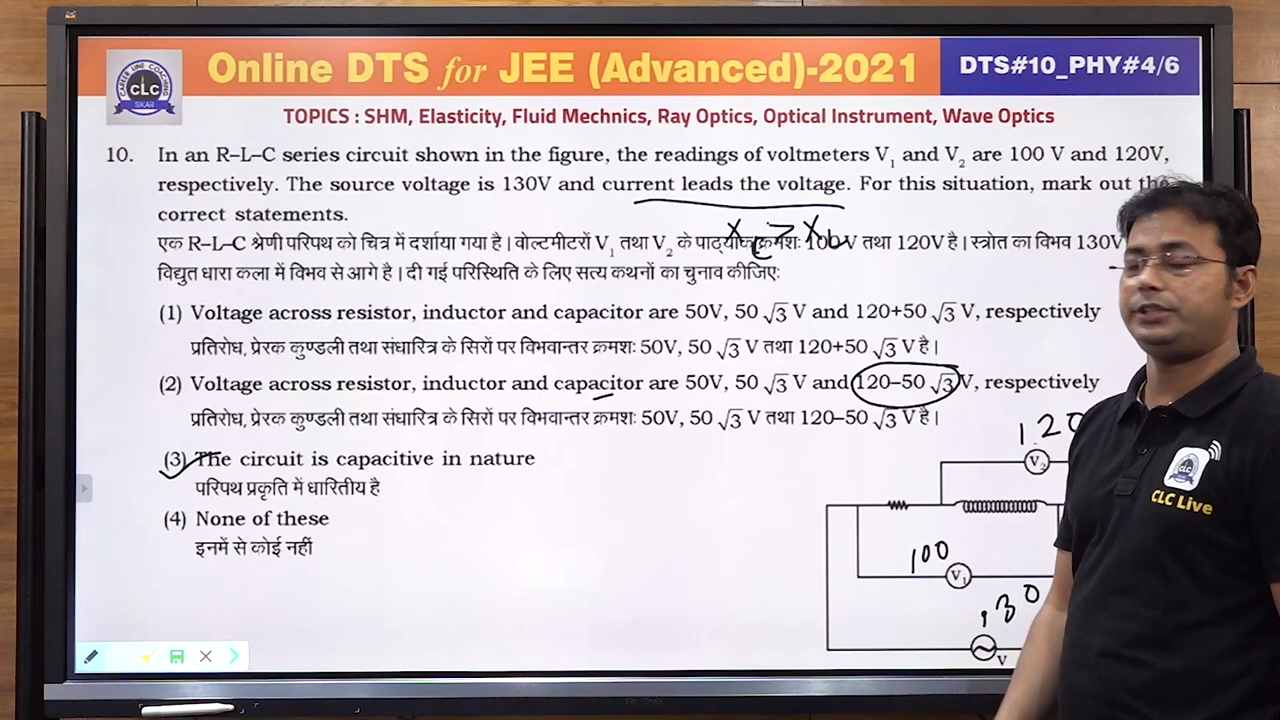 Online DTS for JEE (Advanced)-2021
DTS#10_PHY#4/6
CAREER LINE COACHING
CLC
SIKAR
TOPICS : SHM, Elasticity, Fluid Mechnics, Ray Optics, Optical Instrument, Wave Optics
10. In an R–L–C series circuit shown in the figure, the readings of voltmeters V₁ and V₂ are 100 V and 120V,
respectively. The source voltage is 130V and current leads the voltage. For this situation, mark out the
correct statements.
X_C > X_L
एक R–L–C श्रेणी परिपथ को चित्र में दर्शाया गया है। वोल्टमीटरों V₁ तथा V₂ के पाठ्यांक क्रमशः 100V तथा 120V है। स्त्रोत का विभव 130V
विद्युत धारा कला में विभव से आगे है। दी गई परिस्थिति के लिए सत्य कथनों का चुनाव कीजिए:
(1) Voltage across resistor, inductor and capacitor are 50V, 50 √3 V and 120+50 √3 V, respectively
प्रतिरोध, प्रेरक कुण्डली तथा संधारित्र के सिरों पर विभवान्तर क्रमशः 50V, 50 √3 V तथा 120+50 √3 V है।
(2) Voltage across resistor, inductor and capacitor are 50V, 50 √3 V and 120–50 √3 V, respectively
प्रतिरोध, प्रेरक कुण्डली तथा संधारित्र के सिरों पर विभवान्तर क्रमशः 50V, 50 √3 V तथा 120–50 √3 V है।
(3) The circuit is capacitive in nature
परिपथ प्रकृति में धारितीय है
(4) None of these
इनमें से कोई नहीं
120
V₂
100
V₁
130
V
CLC
CLC Live